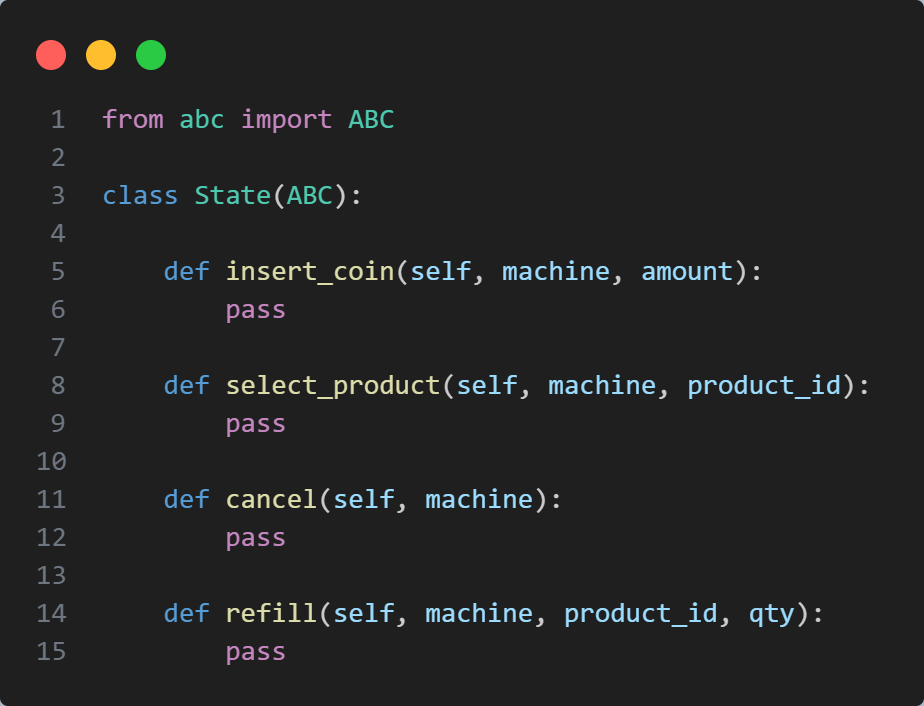 1 from abc import ABC
2
3 class State(ABC):
4
5     def insert_coin(self, machine, amount):
6         pass
7
8     def select_product(self, machine, product_id):
9         pass
10
11     def cancel(self, machine):
12         pass
13
14     def refill(self, machine, product_id, qty):
15         pass